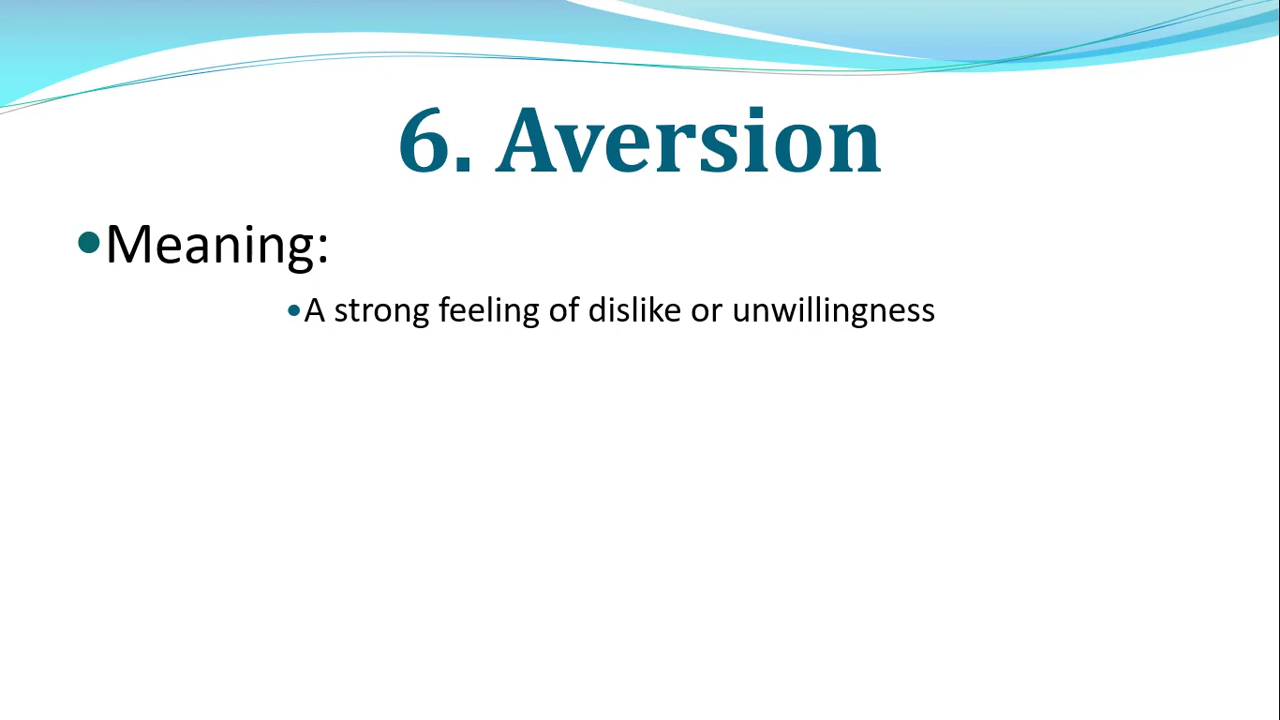 6. Aversion
•Meaning:
•A strong feeling of dislike or unwillingness